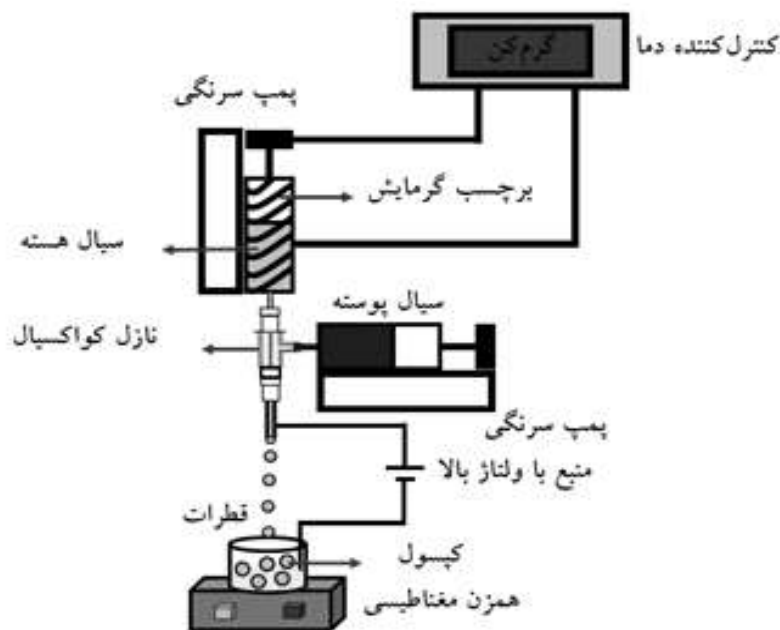 کنترل‌کننده دما
گرم‌کن
پمپ سرنگی
برچسب گرمایش
سیال هسته
سیال پوسته
نازل کواکسیال
پمپ سرنگی
منبع با ولتاژ بالا
قطرات
کپسول
همزن مغناطیسی